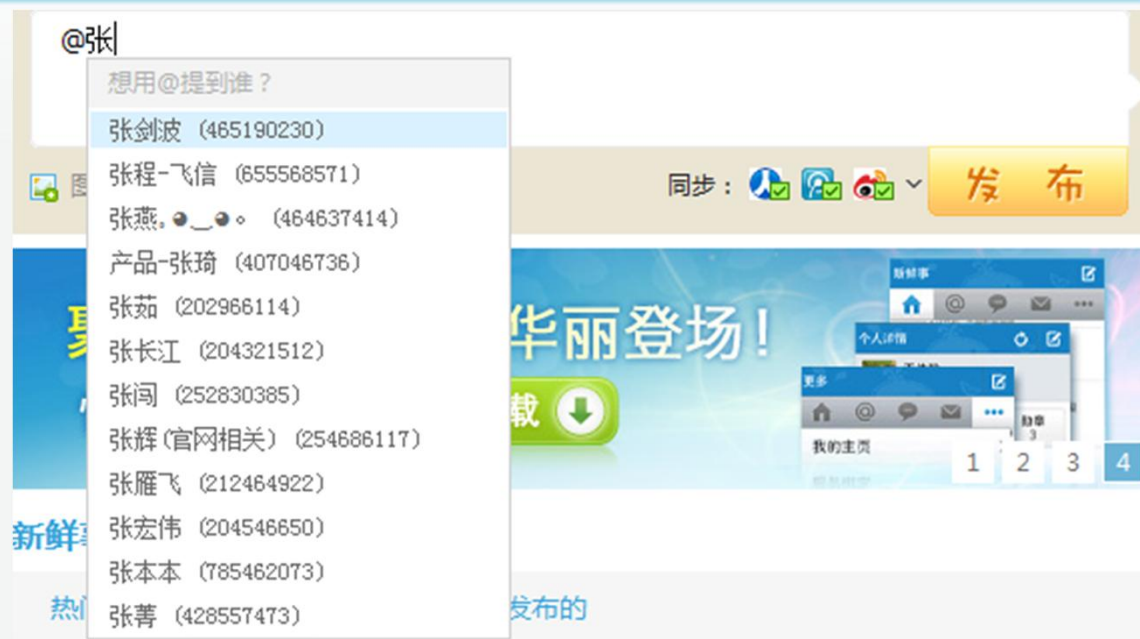 @张
想用@提到谁？
张剑波 (465190230)
张程-飞信 (655568571)
张燕。◕‿◕。 (464637414)
产品-张琦 (407046736)
张茹 (202966114)
张长江 (204321512)
张闯 (252830385)
张辉(官网相关) (254686117)
张雁飞 (212464922)
张宏伟 (204546650)
张本本 (785462073)
张菁 (428557473)
同步：
发 布
华丽登场！
载
新鲜事
@
个人详情
更多
@
勋章
3
我的主页
1 2 3 4
新鲜
热
发布的